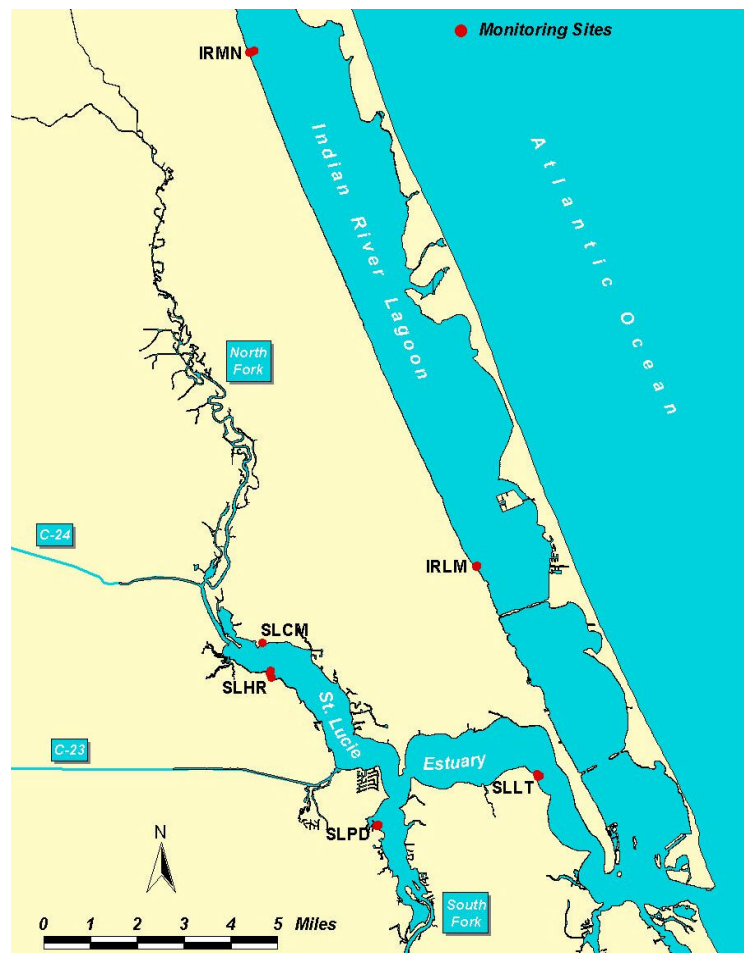 Monitoring Sites
IRMN
Indian River Lagoon
Atlantic Ocean
North
Fork
C-24
IRLM
SLCM
SLHR
St. Lucie
Estuary
C-23
SLLT
SLPD
N
South
Fork
0 1 2 3 4 5 Miles